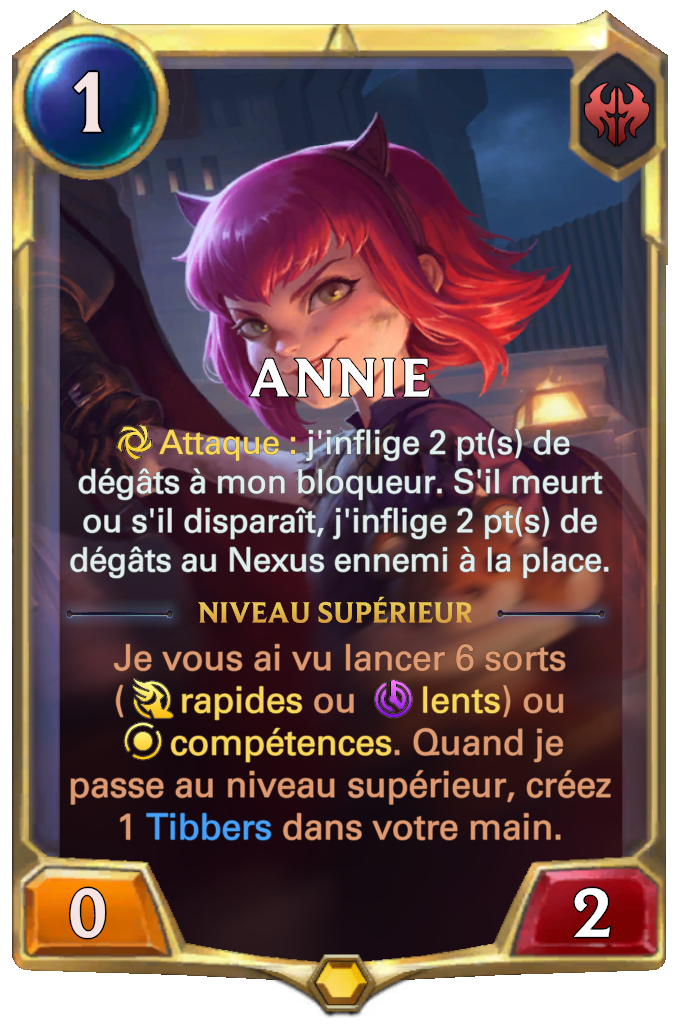 1
ANNIE
Attaque : j'inflige 2 pt(s) de
dégâts à mon bloqueur. S'il meurt
ou s'il disparaît, j'inflige 2 pt(s) de
dégâts au Nexus ennemi à la place.
NIVEAU SUPÉRIEUR
Je vous ai vu lancer 6 sorts
( rapides ou lents) ou
compétences. Quand je
passe au niveau supérieur, créez
1 Tibbers dans votre main.
0
2